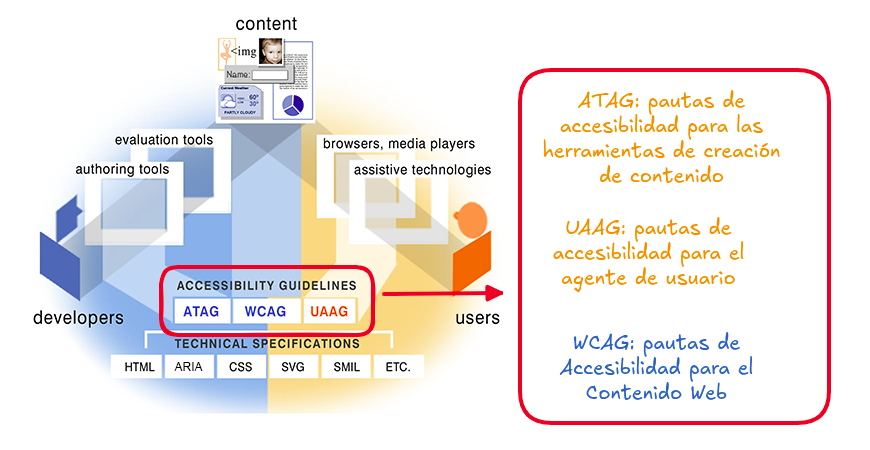 content
<img
Name:
Current Weather
60°
30°
PARTLY CLOUDY
evaluation tools
authoring tools
browsers, media players
assistive technologies
developers
users
ACCESSIBILITY GUIDELINES
ATAG WCAG UAAG
TECHNICAL SPECIFICATIONS
HTML ARIA CSS SVG SMIL ETC.
ATAG: pautas de
accesibilidad para las
herramientas de creación
de contenido
UAAG: pautas de
accesibilidad para el
agente de usuario
WCAG: pautas de
Accesibilidad para el
Contenido Web